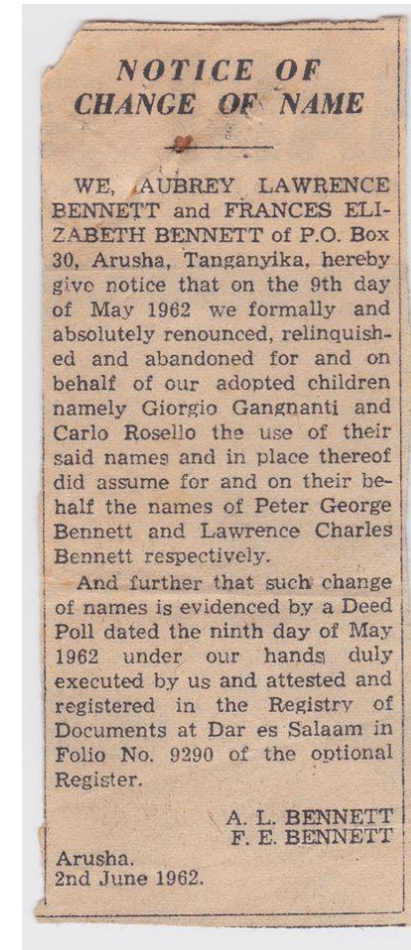 NOTICE OF
CHANGE OF NAME
WE, AUBREY LAWRENCE
BENNETT and FRANCES ELI-
ZABETH BENNETT of P.O. Box
30, Arusha, Tanganyika, hereby
give notice that on the 9th day
of May 1962 we formally and
absolutely renounced, relinquish-
ed and abandoned for and on
behalf of our adopted children
namely Giorgio Gangnanti and
Carlo Rosello the use of their
said names and in place thereof
did assume for and on their be-
half the names of Peter George
Bennett and Lawrence Charles
Bennett respectively.
And further that such change
of names is evidenced by a Deed
Poll dated the ninth day of May
1962 under our hands duly
executed by us and attested and
registered in the Registry of
Documents at Dar es Salaam in
Folio No. 9290 of the optional
Register.
A. L. BENNETT
F. E. BENNETT
Arusha.
2nd June 1962.